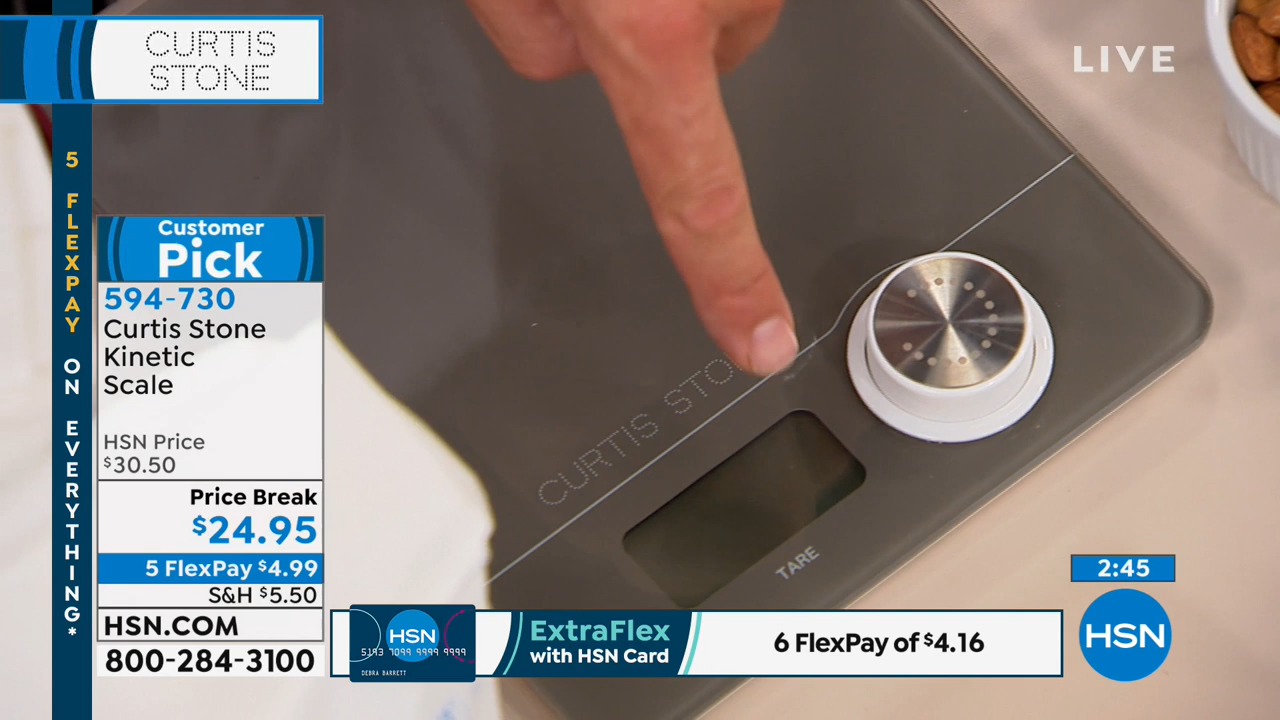 CURTIS
STONE
LIVE
5 FLEXPAY ON EVERYTHING*
Customer
Pick
594-730
Curtis Stone
Kinetic
Scale
HSN Price
$30.50
Price Break
$24.95
5 FlexPay $4.99
S&H $5.50
HSN.COM
800-284-3100
CURTIS STO
TARE
2:45
HSN
5193 7099 9999 9999
DEBRA BARRETT
ExtraFlex
with HSN Card
6 FlexPay of $4.16
HSN